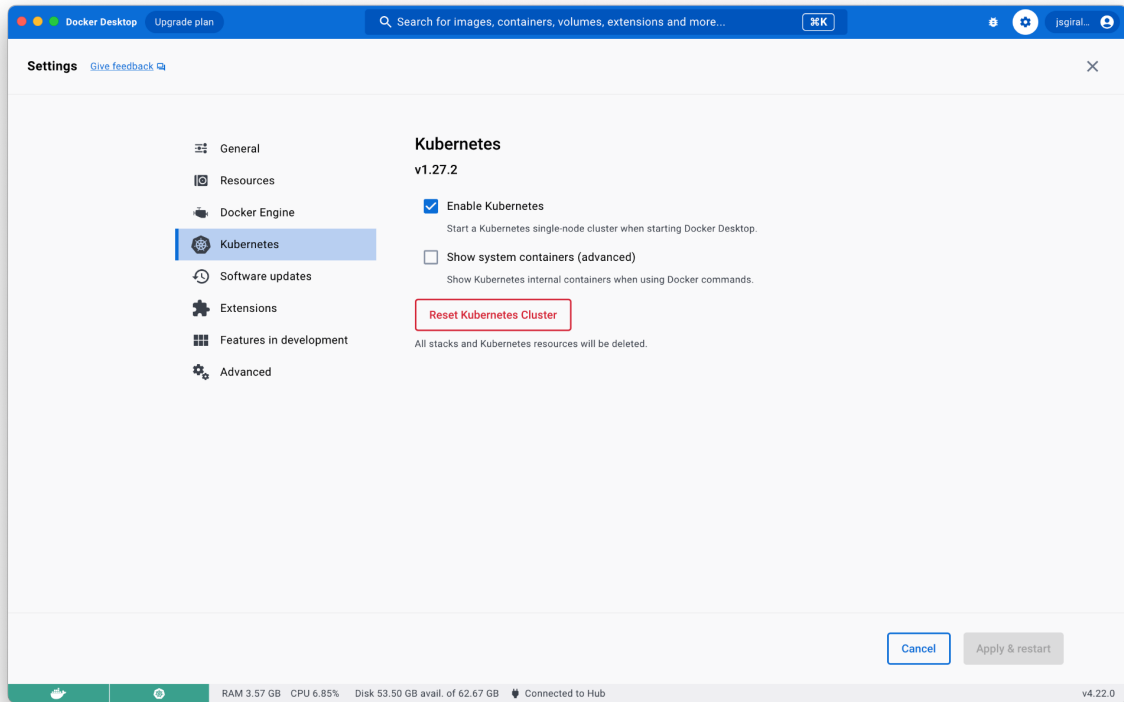 Docker Desktop Upgrade plan Search for images, containers, volumes, extensions and more... ⌘K jsgiral...
Settings Give feedback
General
Resources
Docker Engine
Kubernetes
Software updates
Extensions
Features in development
Advanced
Kubernetes
v1.27.2
Enable Kubernetes
Start a Kubernetes single-node cluster when starting Docker Desktop.
Show system containers (advanced)
Show Kubernetes internal containers when using Docker commands.
Reset Kubernetes Cluster
All stacks and Kubernetes resources will be deleted.
Cancel Apply & restart
RAM 3.57 GB CPU 6.85% Disk 53.50 GB avail. of 62.67 GB Connected to Hub v4.22.0